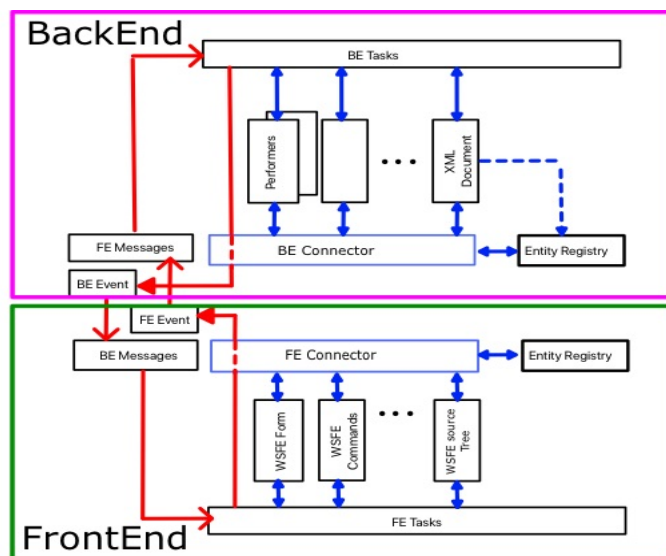 BackEnd
BE Tasks
Performers
XML
Document
...
FE Messages
BE Connector
Entity Registry
BE Event
FE Event
BE Messages
FE Connector
Entity Registry
...
WSFE Form
WSFE
Commands
WSFE source
Tree
FE Tasks
FrontEnd